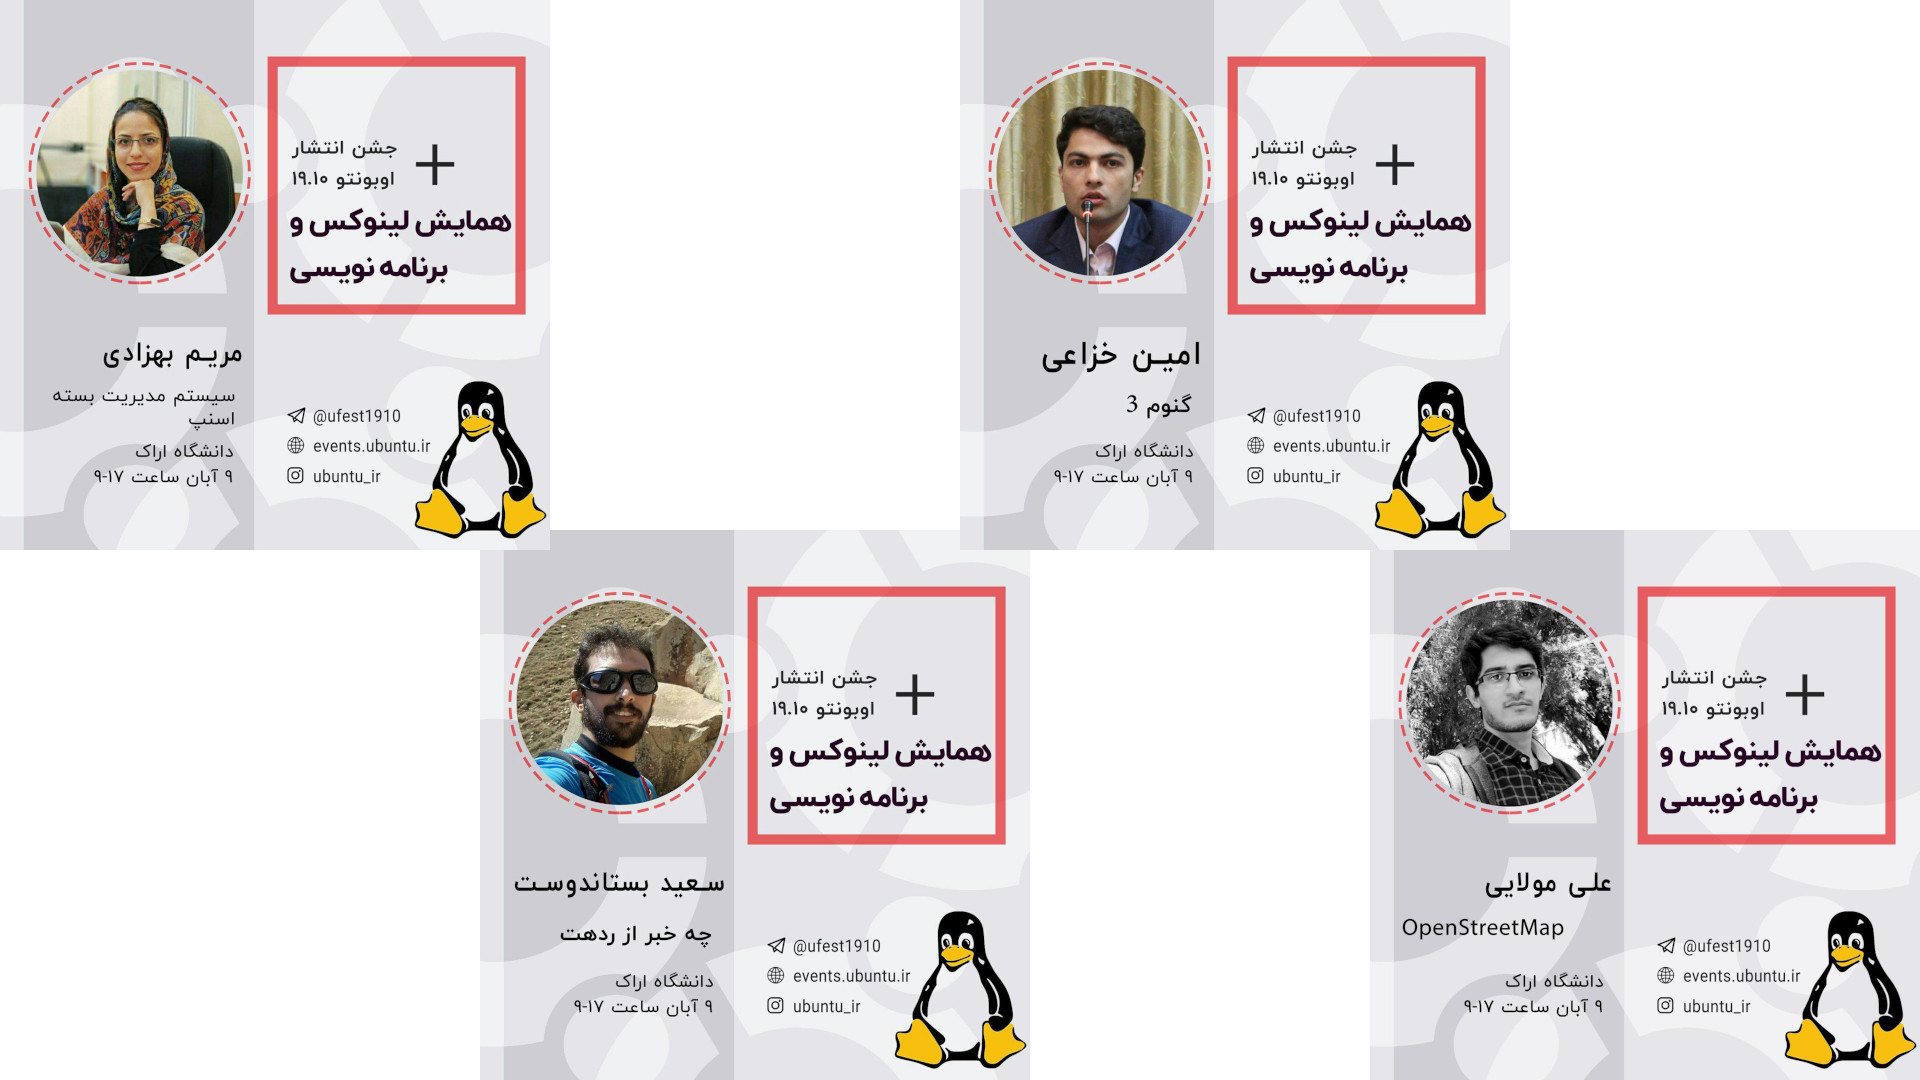 جشن انتشار
اوبونتو ۱۹.۱۰
+
همایش لینوکس و
برنامه نویسی
مریم بهزادی
سیستم مدیریت بسته
اسنپ
دانشگاه اراک
۹ آبان ساعت ۱۷-۹
@ufest1910
events.ubuntu.ir
ubuntu_ir
جشن انتشار
اوبونتو ۱۹.۱۰
+
همایش لینوکس و
برنامه نویسی
امین خزاعی
گنوم 3
دانشگاه اراک
۹ آبان ساعت ۱۷-۹
@ufest1910
events.ubuntu.ir
ubuntu_ir
جشن انتشار
اوبونتو ۱۹.۱۰
+
همایش لینوکس و
برنامه نویسی
سعید بستاندوست
چه خبر از ردهت
دانشگاه اراک
۹ آبان ساعت ۱۷-۹
@ufest1910
events.ubuntu.ir
ubuntu_ir
جشن انتشار
اوبونتو ۱۹.۱۰
+
همایش لینوکس و
برنامه نویسی
علی مولایی
OpenStreetMap
دانشگاه اراک
۹ آبان ساعت ۱۷-۹
@ufest1910
events.ubuntu.ir
ubuntu_ir